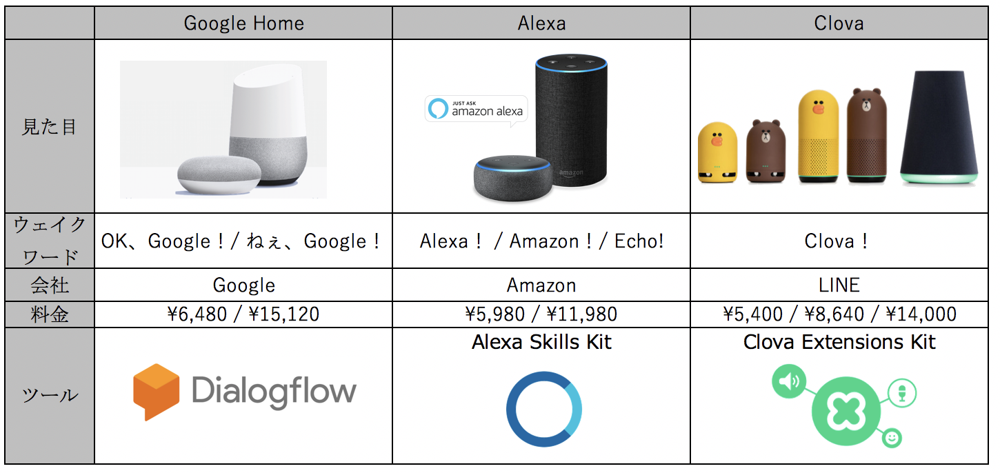 Google Home
Alexa
Clova
見た目
JUST ASK
amazon alexa
amazon
ウェイク
ワード
OK、Google！/ ねぇ、Google！
Alexa！ / Amazon！/ Echo!
Clova！
会社
Google
Amazon
LINE
料金
¥6,480 / ¥15,120
¥5,980 / ¥11,980
¥5,400 / ¥8,640 / ¥14,000
ツール
Dialogflow
Alexa Skills Kit
Clova Extensions Kit